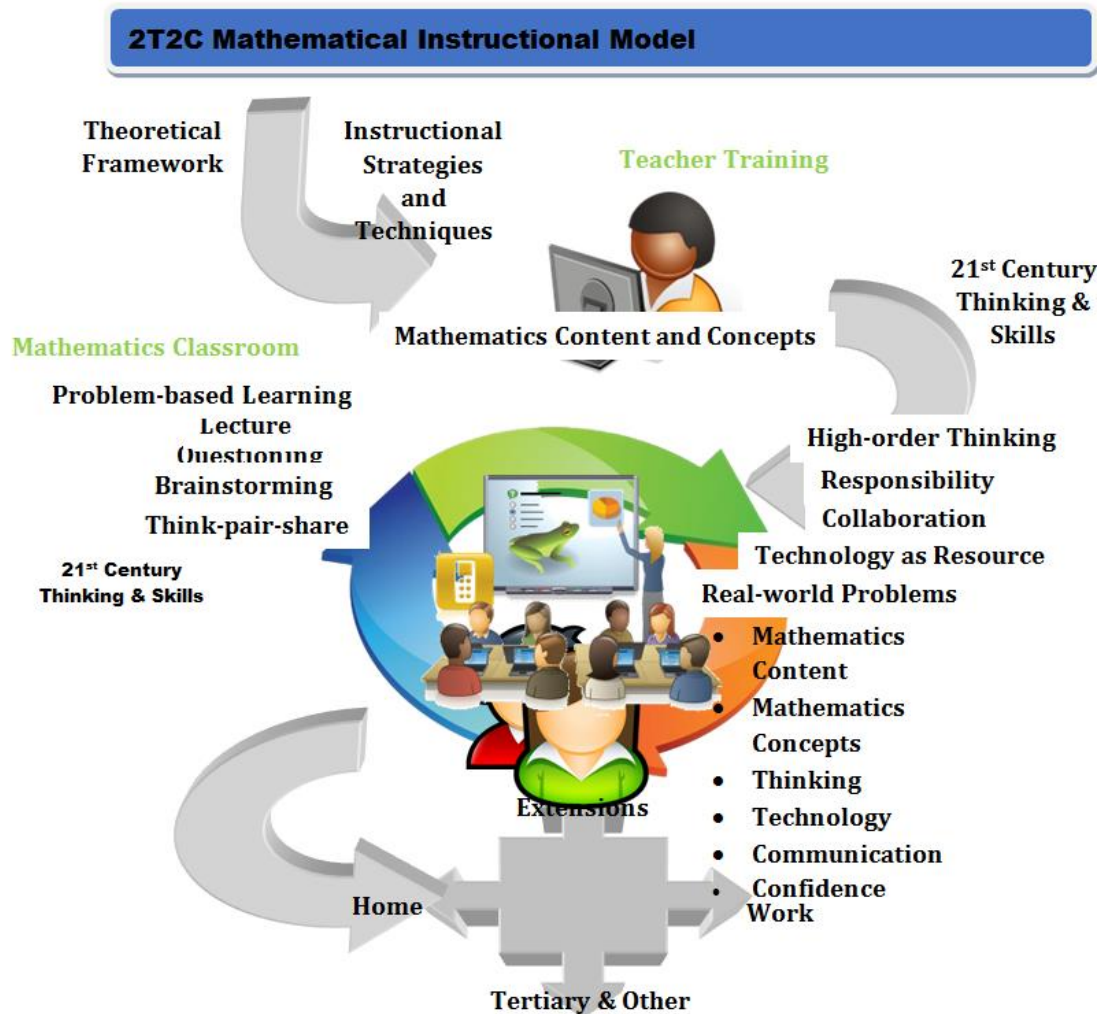 2T2C Mathematical Instructional Model
Theoretical
Framework
Instructional
Strategies
and
Techniques
Teacher Training
21st Century
Thinking &
Skills
Mathematics Content and Concepts
Mathematics Classroom
Problem-based Learning
Lecture
Questioning
Brainstorming
Think-pair-share
21st Century
Thinking & Skills
High-order Thinking
Responsibility
Collaboration
Technology as Resource
Real-world Problems
• Mathematics
Content
• Mathematics
Concepts
• Thinking
• Technology
• Communication
• Confidence
Extensions
Home
Work
Tertiary & Other